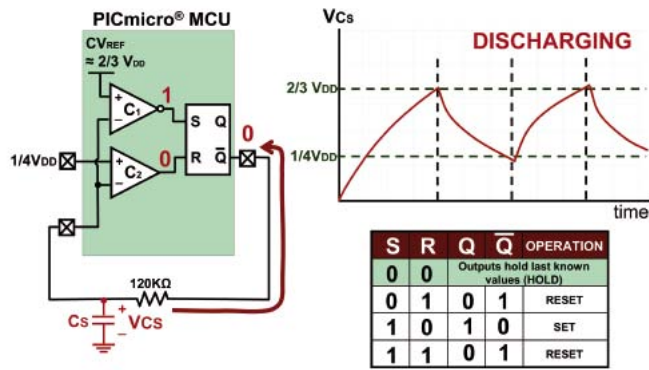 PICmicro® MCU
CVREF
≈ 2/3 VDD
+
−
C1
1
S Q
R Q̅
0
1/4VDD
+
−
C2
0
120KΩ
CS
+
VCS
−
VCS
DISCHARGING
2/3 VDD
1/4VDD
time
S R Q Q̅ OPERATION
0 0 Outputs hold last known
values (HOLD)
0 1 0 1 RESET
1 0 1 0 SET
1 1 0 1 RESET